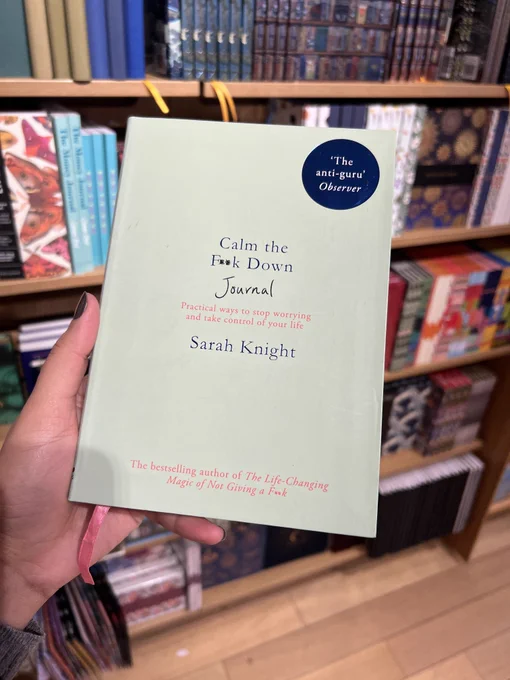 'The
anti-guru'
Observer
Calm the
F**k Down
Journal
Practical ways to stop worrying
and take control of your life
Sarah Knight
The bestselling author of The Life-Changing
Magic of Not Giving a F**k